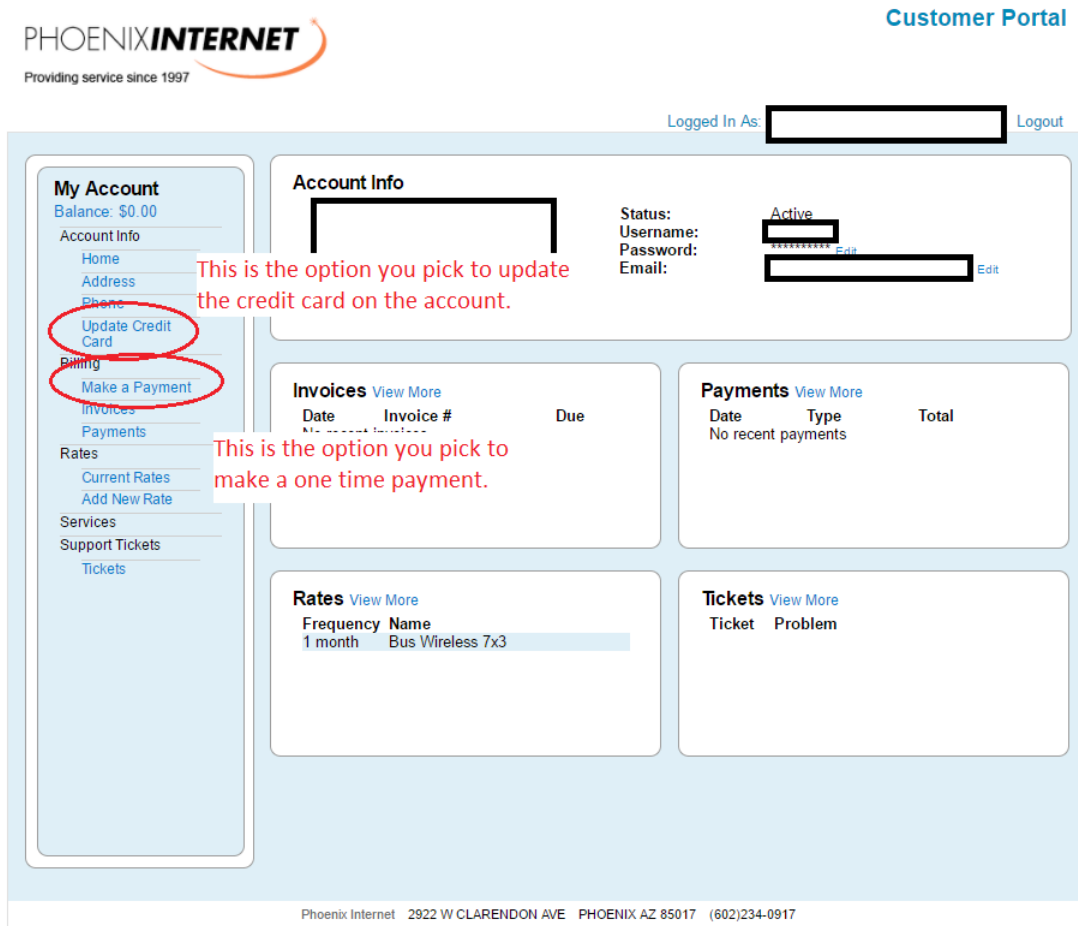 PHOENIXINTERNET
Providing service since 1997
Customer Portal
Logged In As:
Logout
My Account
Balance: $0.00
Account Info
Home
Address
Phone
Update Credit
Card
Billing
Make a Payment
Invoices
Payments
Rates
Current Rates
Add New Rate
Services
Support Tickets
Tickets
Account Info
Status: Active
Username:
Password: ********** Edit
Email: Edit
This is the option you pick to update
the credit card on the account.
Invoices View More
Date Invoice # Due
No recent invoices
This is the option you pick to
make a one time payment.
Payments View More
Date Type Total
No recent payments
Rates View More
Frequency Name
1 month Bus Wireless 7x3
Tickets View More
Ticket Problem
Phoenix Internet 2922 W CLARENDON AVE PHOENIX AZ 85017 (602)234-0917